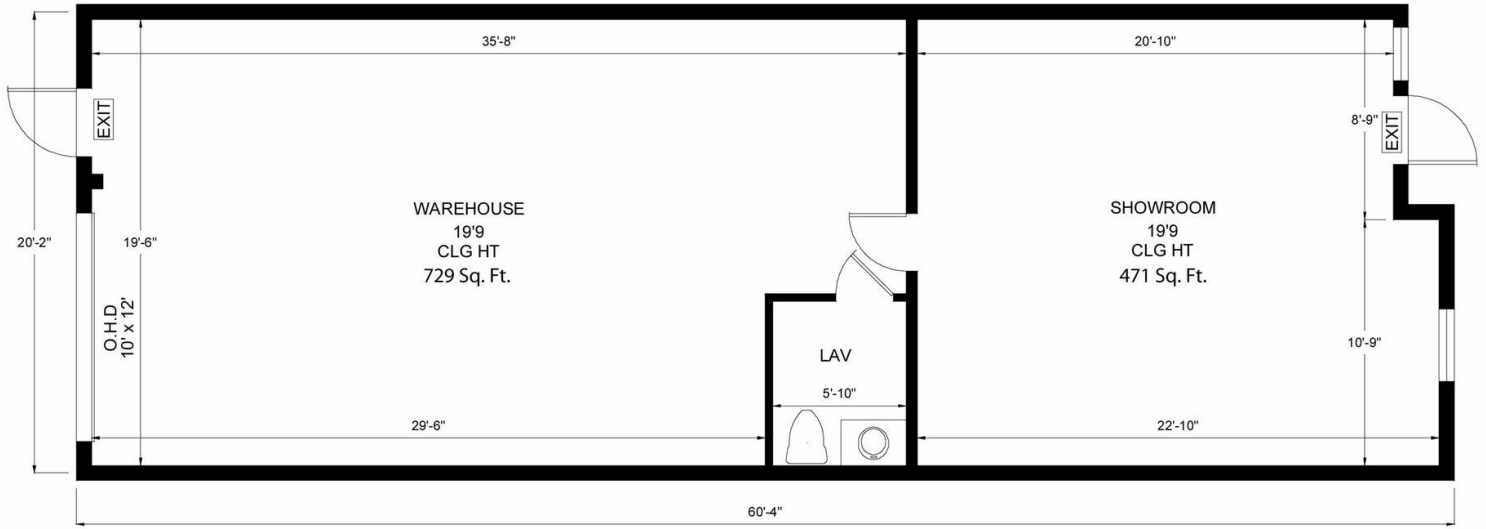 35'-8"
20'-10"
EXIT
EXIT
8'-9"
WAREHOUSE
19'9
CLG HT
729 Sq. Ft.
SHOWROOM
19'9
CLG HT
471 Sq. Ft.
20'-2"
19'-6"
O.H.D
10' x 12'
LAV
5'-10"
10'-9"
29'-6"
22'-10"
60'-4"